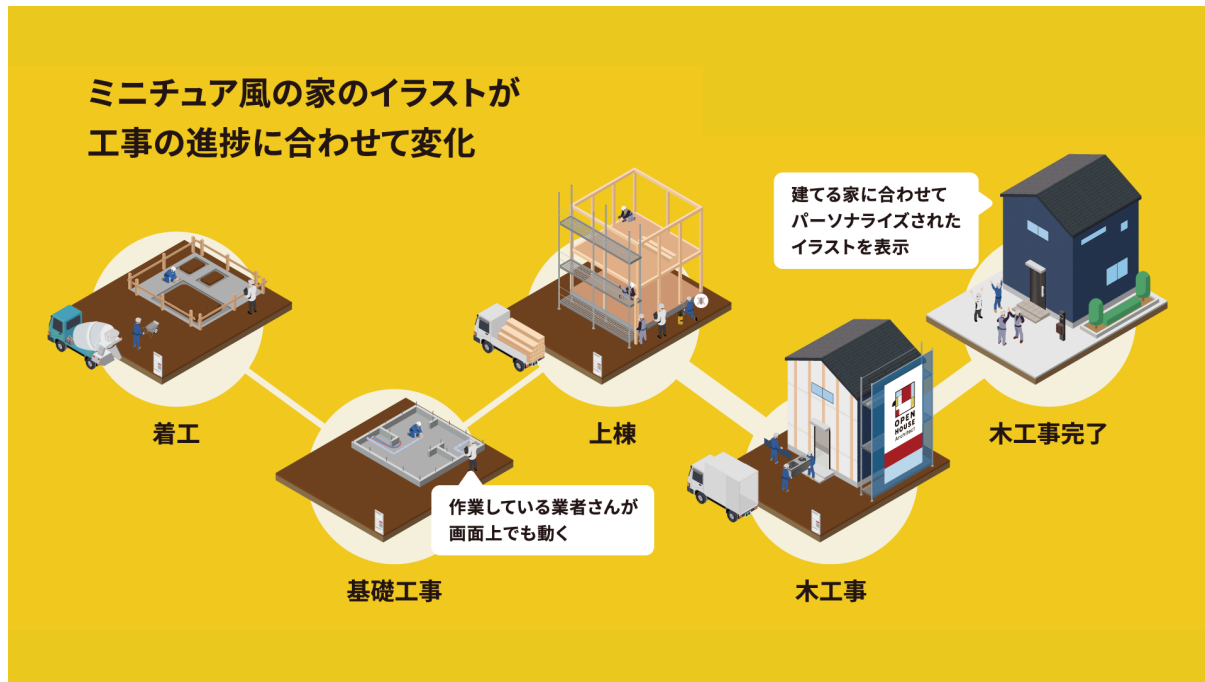 ミニチュア風の家のイラストが
工事の進捗に合わせて変化
建てる家に合わせて
パーソナライズされた
イラストを表示
着工
上棟
木工事完了
OPEN
HOUSE
Architect
作業している業者さんが
画面上でも動く
基礎工事
木工事